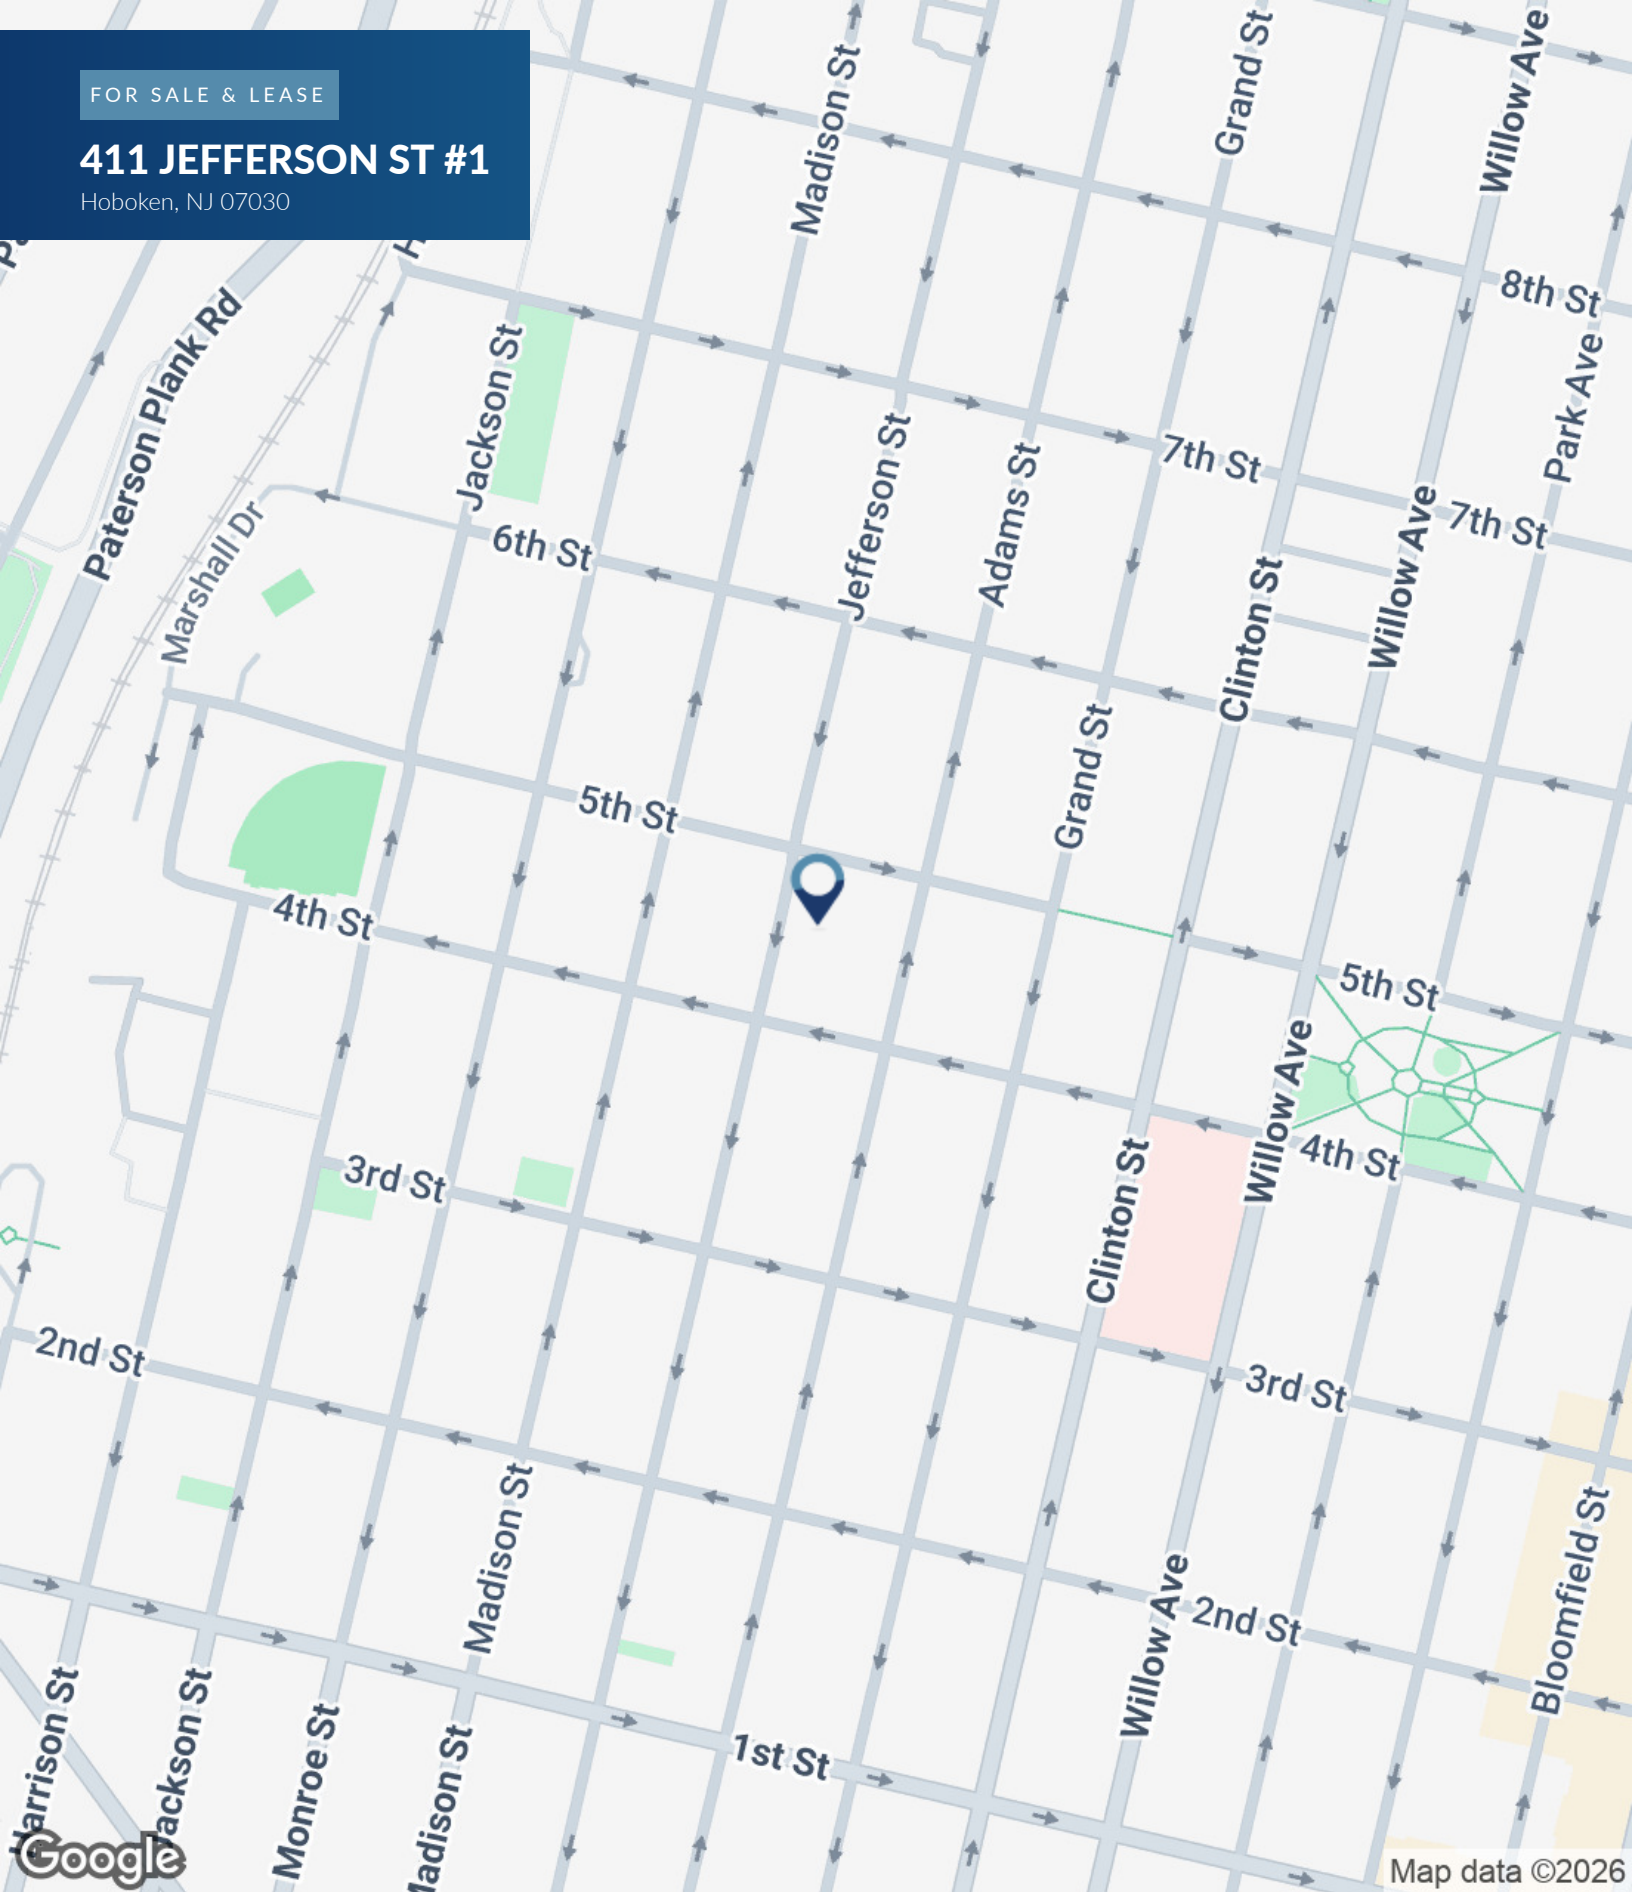 FOR SALE & LEASE
411 JEFFERSON ST #1
Hoboken, NJ 07030
Madison St
Grand St
Willow Ave
8th St
Park Ave
Paterson Plank Rd
Jackson St
Jefferson St
Adams St
7th St
7th St
Marshall Dr
6th St
Clinton St
Willow Ave
5th St
Grand St
4th St
5th St
Willow Ave
4th St
3rd St
Clinton St
2nd St
3rd St
Madison St
Willow Ave
2nd St
Bloomfield St
Harrison St
Jackson St
Monroe St
Madison St
1st St
Google
Map data ©2026